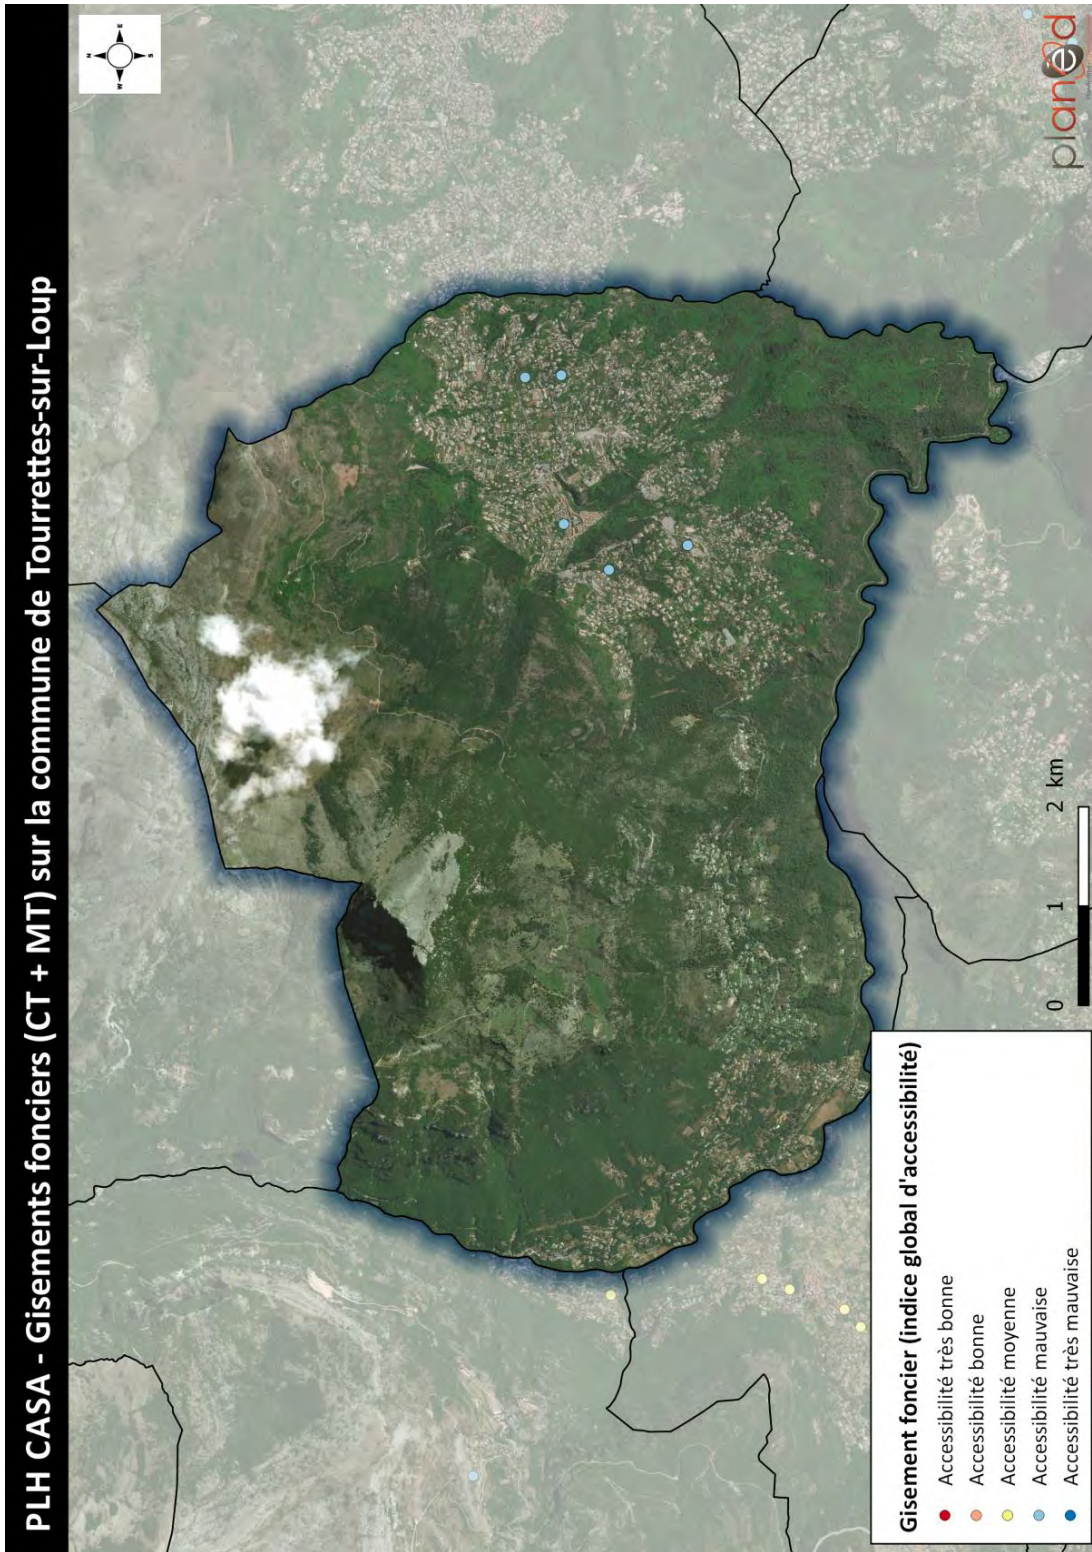 PLH CASA - Gisements fonciers (CT + MT) sur la commune de Tourrettes-sur-Loup
N
W
E
S
Gisement foncier (indice global d'accessibilité)
Accessibilité très bonne
Accessibilité bonne
Accessibilité moyenne
Accessibilité mauvaise
Accessibilité très mauvaise
0 1 2 km
planed